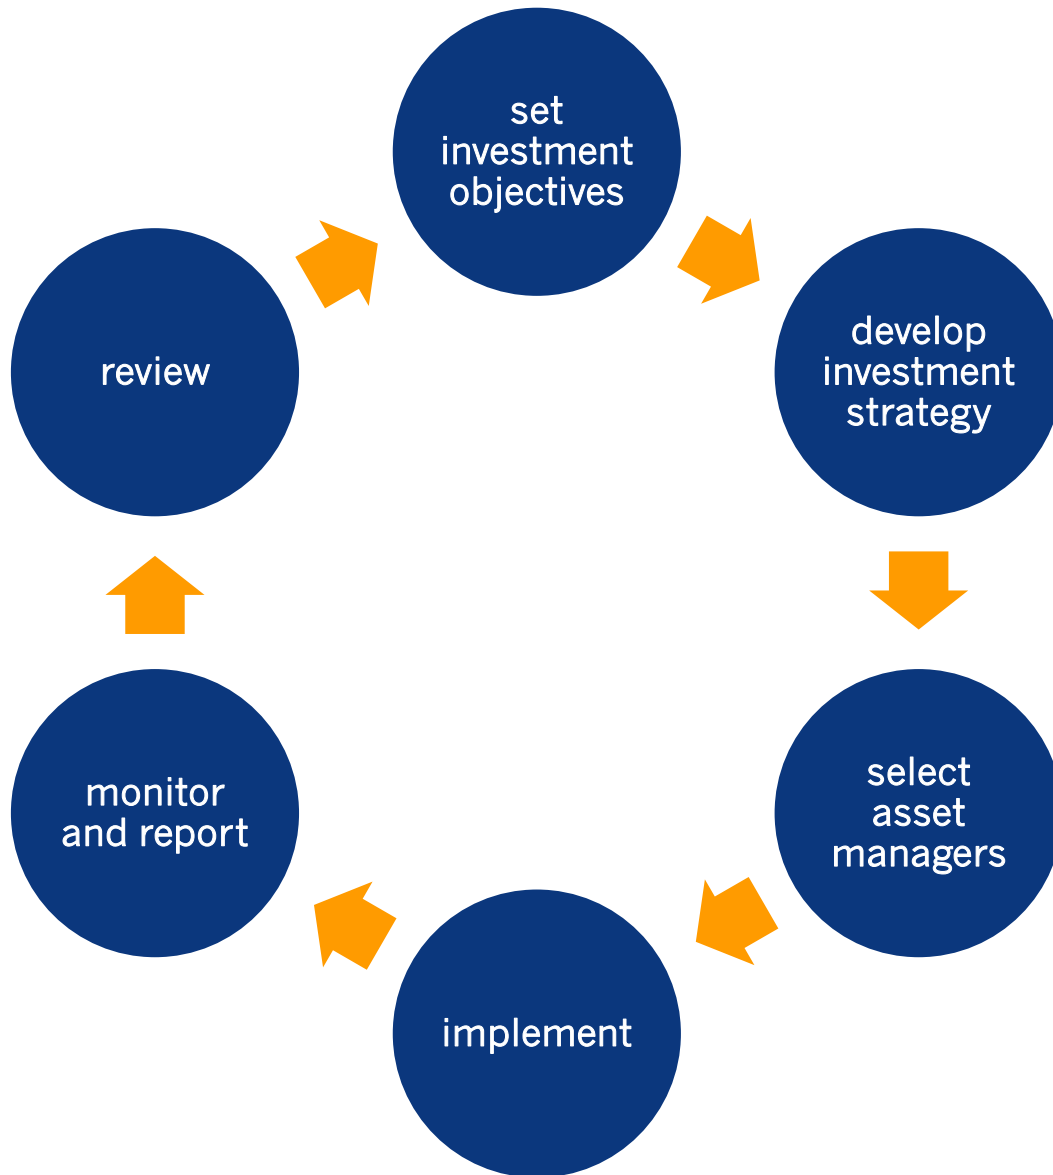 set
investment
objectives
develop
investment
strategy
select
asset
managers
implement
monitor
and report
review